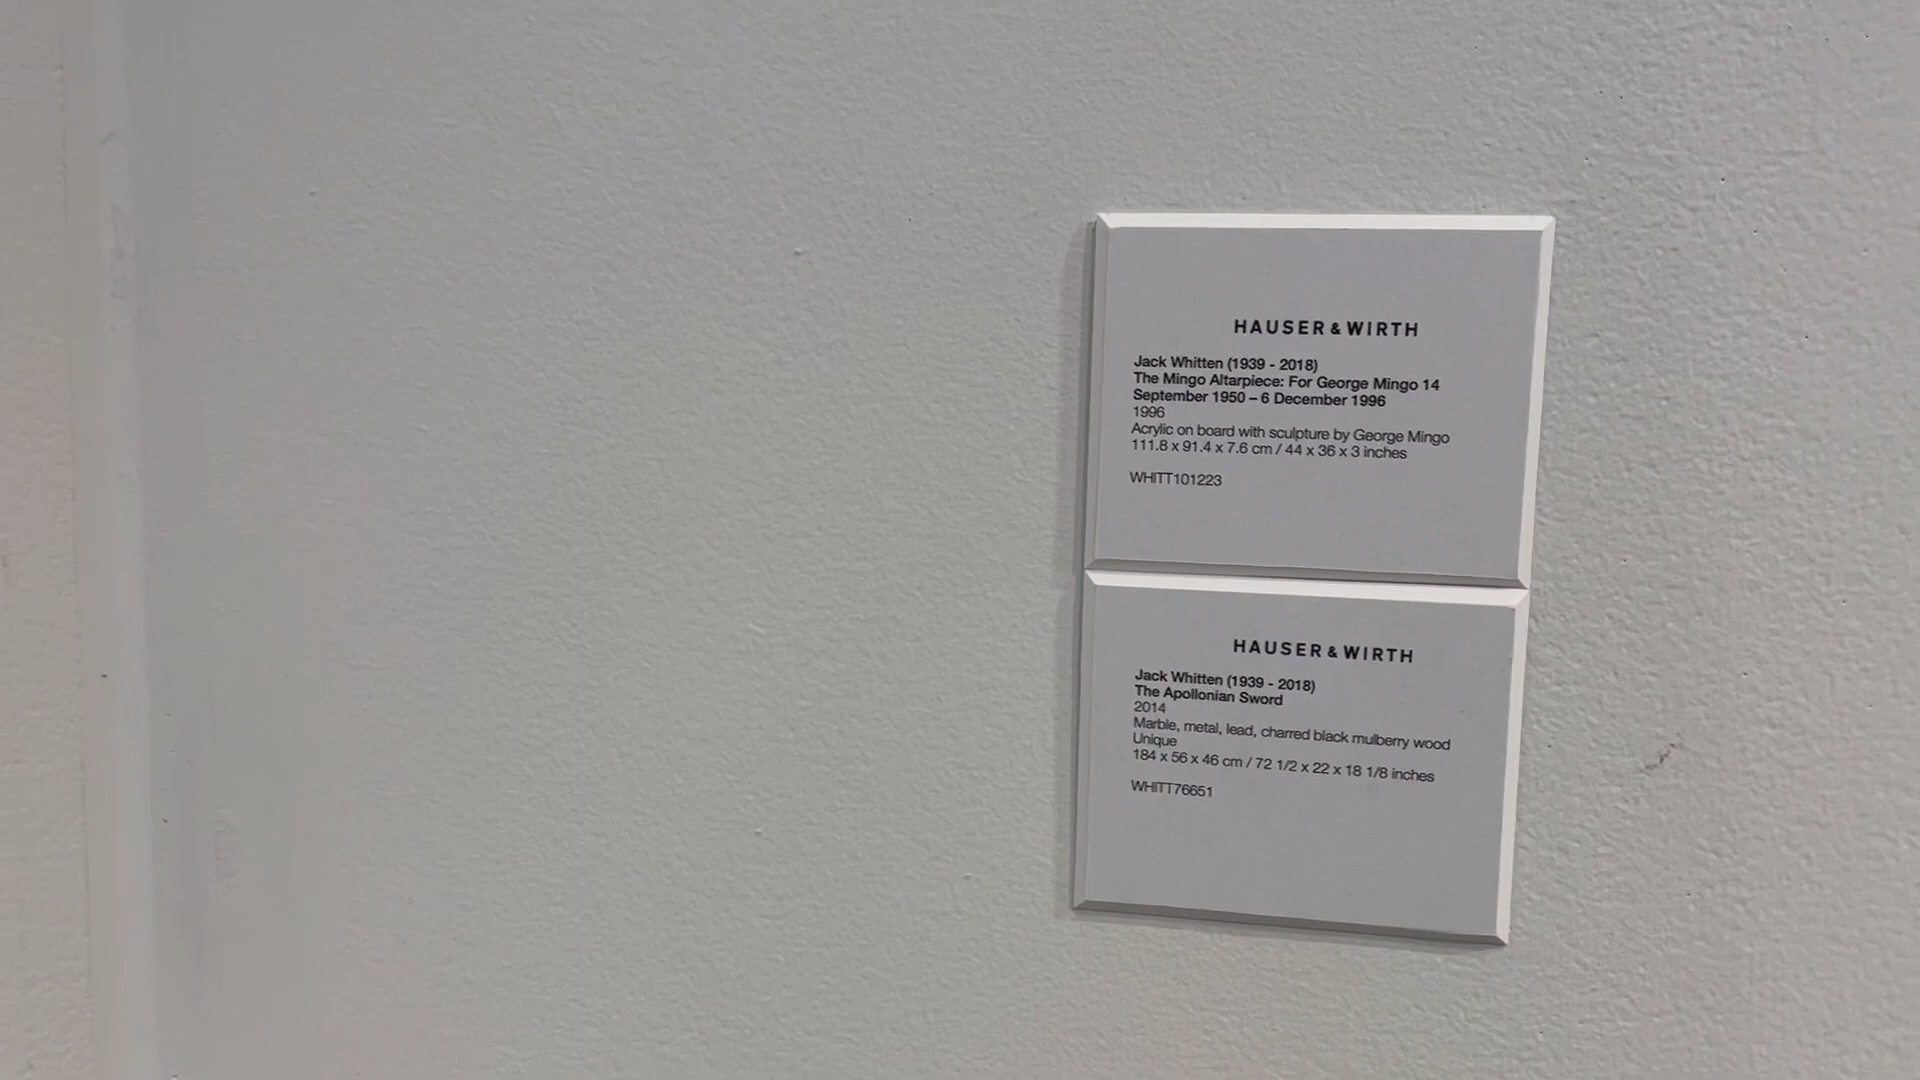 HAUSER & WIRTH
Jack Whitten (1939 - 2018)
The Mingo Altarpiece: For George Mingo 14
September 1950 – 6 December 1996
1996
Acrylic on board with sculpture by George Mingo
111.8 x 91.4 x 7.6 cm / 44 x 36 x 3 inches
WHITT101223
HAUSER & WIRTH
Jack Whitten (1939 - 2018)
The Apollonian Sword
2014
Marble, metal, lead, charred black mulberry wood
Unique
184 x 56 x 46 cm / 72 1/2 x 22 x 18 1/8 inches
WHITT76651